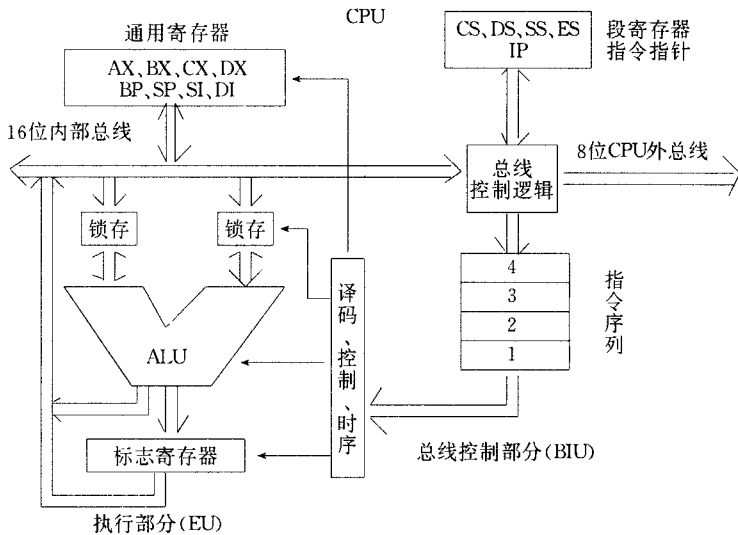 CPU
通用寄存器
AX、BX、CX、DX
BP、SP、SI、DI
CS、DS、SS、ES
IP
段寄存器
指令指针
16位内部总线
总线
控制逻辑
8位CPU外总线
锁存
锁存
4
3
2
1
指令序列
译码、控制、时序
ALU
标志寄存器
总线控制部分(BIU)
执行部分(EU)